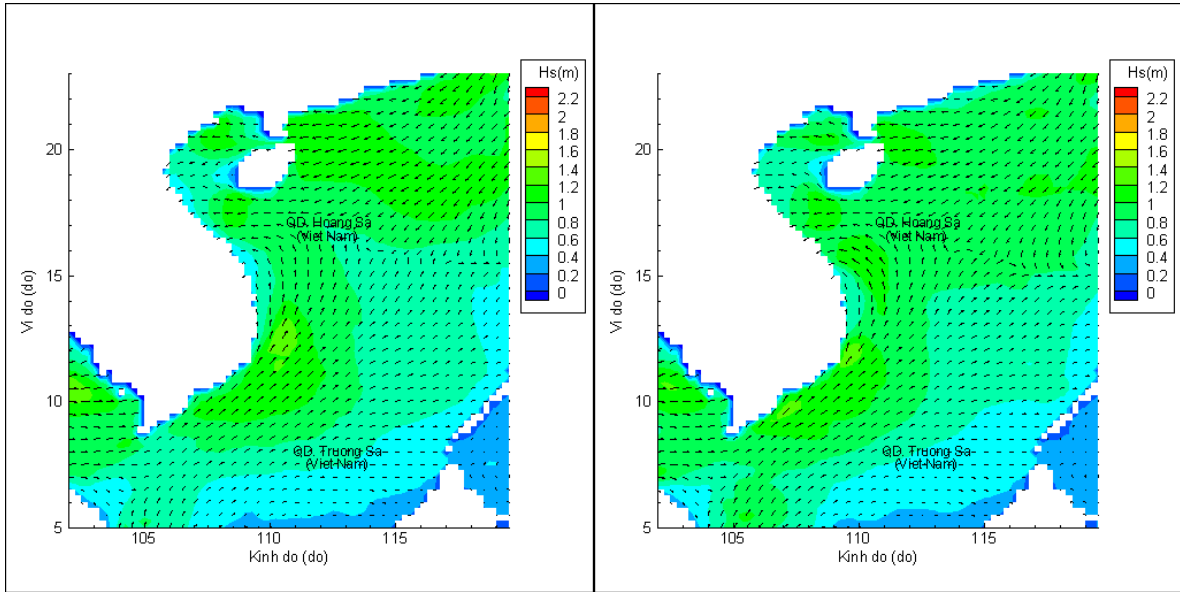 Hs(m)
2.2
2
1.8
1.6
1.4
1.2
1
0.8
0.6
0.4
0.2
0
20
15
10
5
Vi do (do)
QD. Hoang Sa
(Viet Nam)
QD. Truong Sa
(Viet-Nam)
105
110
115
Kinh do (do)
Hs(m)
2.2
2
1.8
1.6
1.4
1.2
1
0.8
0.6
0.4
0.2
0
20
15
10
5
Vi do (do)
QD. Hoang Sa
(Viet Nam)
QD. Truong Sa
(Viet-Nam)
105
110
115
Kinh do (do)